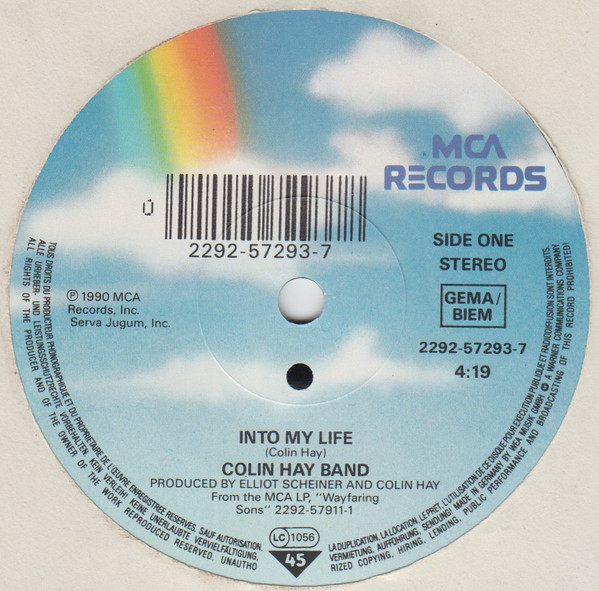 MCA
RECORDS
0
2292-57293-7
SIDE ONE
STEREO
GEMA/
BIEM
℗ 1990 MCA
Records, Inc.
Serva Jugum, Inc.
2292-57293-7
4:19
INTO MY LIFE
(Colin Hay)
COLIN HAY BAND
PRODUCED BY ELLIOT SCHEINER AND COLIN HAY
From the MCA LP, "Wayfaring
Sons" 2292-57911-1
LC 1056
45
TOUS DROITS DU PRODUCTEUR PHONOGRAPHIQUE ET DU PROPRIETAIRE DE L'ŒUVRE ENREGISTREE RESERVES. SAUF AUTORISATION, LA DUPLICATION, LA LOCATION, LE PRET, L'UTILISATION DE CE DISQUE POUR EXECUTION PUBLIQUE ET RADIODIFFUSION SONT INTERDITS.
ALLE URHEBER- UND LEISTUNGSSCHUTZRECHTE VORBEHALTEN. KEIN VERLEIH! KEINE UNERLAUBTE VERVIELFÄLTIGUNG, VERMIETUNG, AUFFÜHRUNG, SENDUNG! MADE IN GERMANY BY WEA MUSIK GMBH A WARNER COMMUNICATIONS COMPANY
ALL RIGHTS OF THE PRODUCER AND OF THE OWNER OF THE WORK REPRODUCED RESERVED. UNAUTHORIZED COPYING, HIRING, LENDING, PUBLIC PERFORMANCE AND BROADCASTING OF THIS RECORD PROHIBITED!